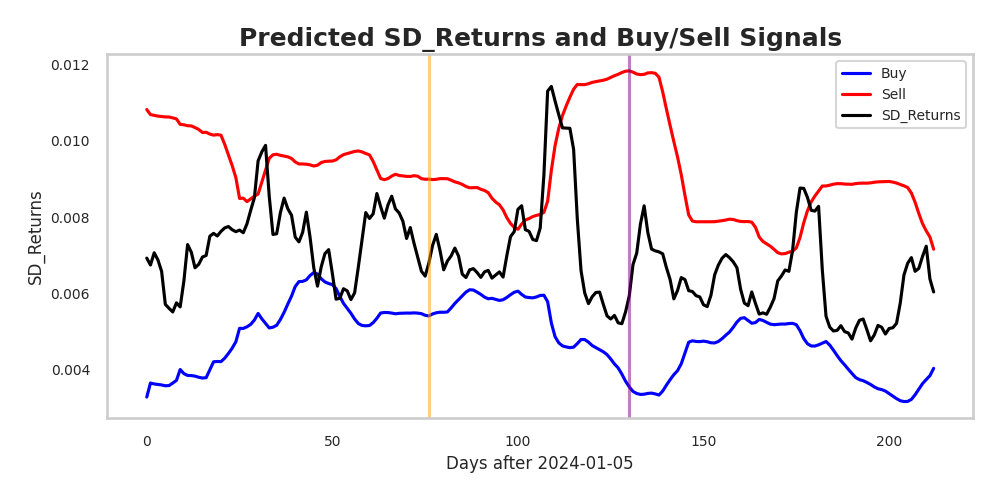 Predicted SD_Returns and Buy/Sell Signals
Buy
Sell
SD_Returns
SD_Returns
0.012
0.010
0.008
0.006
0.004
0
50
100
150
200
Days after 2024-01-05